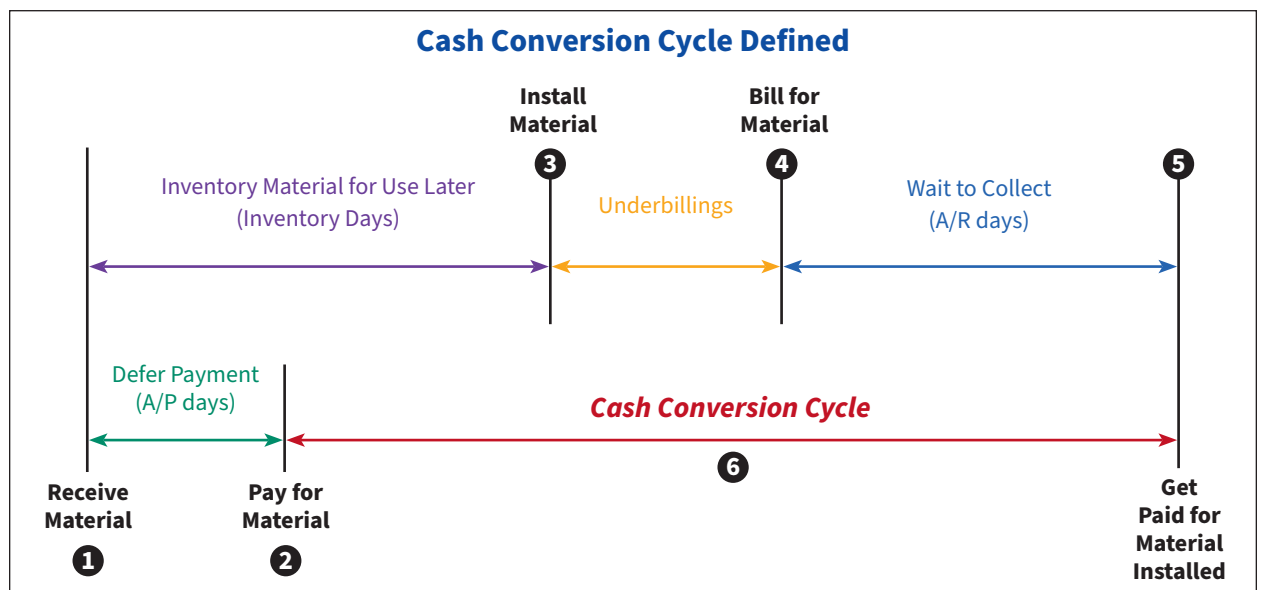 Cash Conversion Cycle Defined
Install
Material
3
Bill for
Material
4
5
Inventory Material for Use Later
(Inventory Days)
Underbillings
Wait to Collect
(A/R days)
Defer Payment
(A/P days)
Cash Conversion Cycle
6
Receive
Material
1
Pay for
Material
2
Get
Paid for
Material
Installed